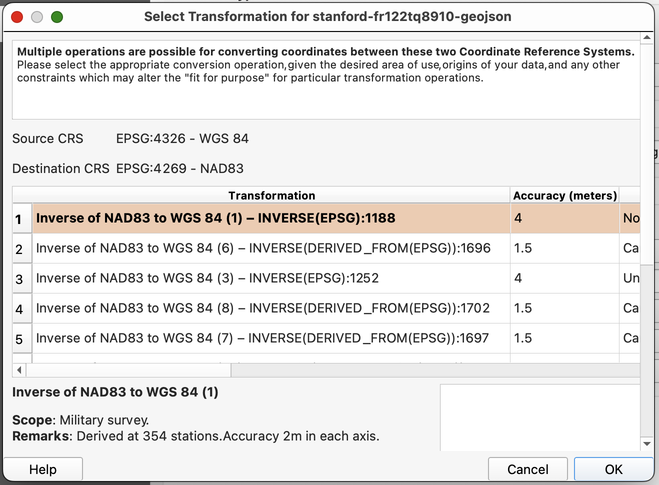 Select Transformation for stanford-fr122tq8910-geojson
Multiple operations are possible for converting coordinates between these two Coordinate Reference Systems.
Please select the appropriate conversion operation,given the desired area of use,origins of your data,and any other
constraints which may alter the "fit for purpose" for particular transformation operations.
Source CRS EPSG:4326 - WGS 84
Destination CRS EPSG:4269 - NAD83
Transformation Accuracy (meters)
1 Inverse of NAD83 to WGS 84 (1) – INVERSE(EPSG):1188 4 No
2 Inverse of NAD83 to WGS 84 (6) – INVERSE(DERIVED_FROM(EPSG)):1696 1.5 Ca
3 Inverse of NAD83 to WGS 84 (3) – INVERSE(EPSG):1252 4 Un
4 Inverse of NAD83 to WGS 84 (8) – INVERSE(DERIVED_FROM(EPSG)):1702 1.5 Ca
5 Inverse of NAD83 to WGS 84 (7) – INVERSE(DERIVED_FROM(EPSG)):1697 1.5 Ca
Inverse of NAD83 to WGS 84 (1)
Scope: Military survey.
Remarks: Derived at 354 stations.Accuracy 2m in each axis.
Help Cancel OK